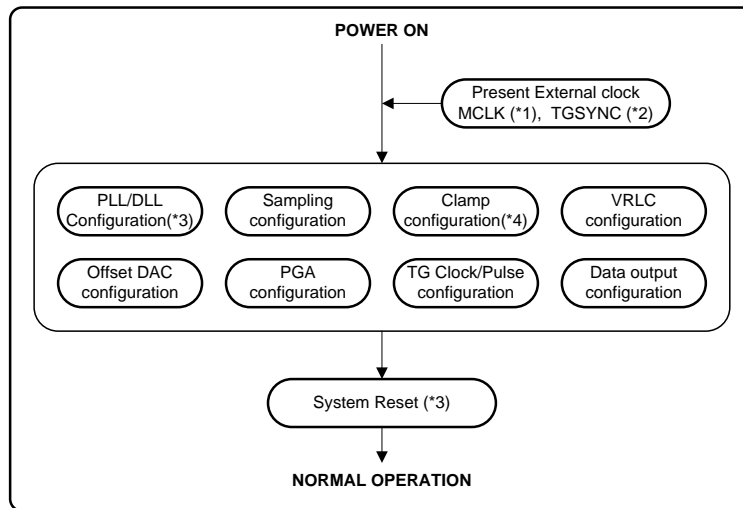 POWER ON
Present External clock
MCLK (*1),  TGSYNC (*2)
PLL/DLL
Configuration(*3)
Sampling
configuration
Clamp
configuration(*4)
VRLC
configuration
Offset DAC
configuration
PGA
configuration
TG Clock/Pulse
configuration
Data output
configuration
System Reset (*3)
NORMAL OPERATION